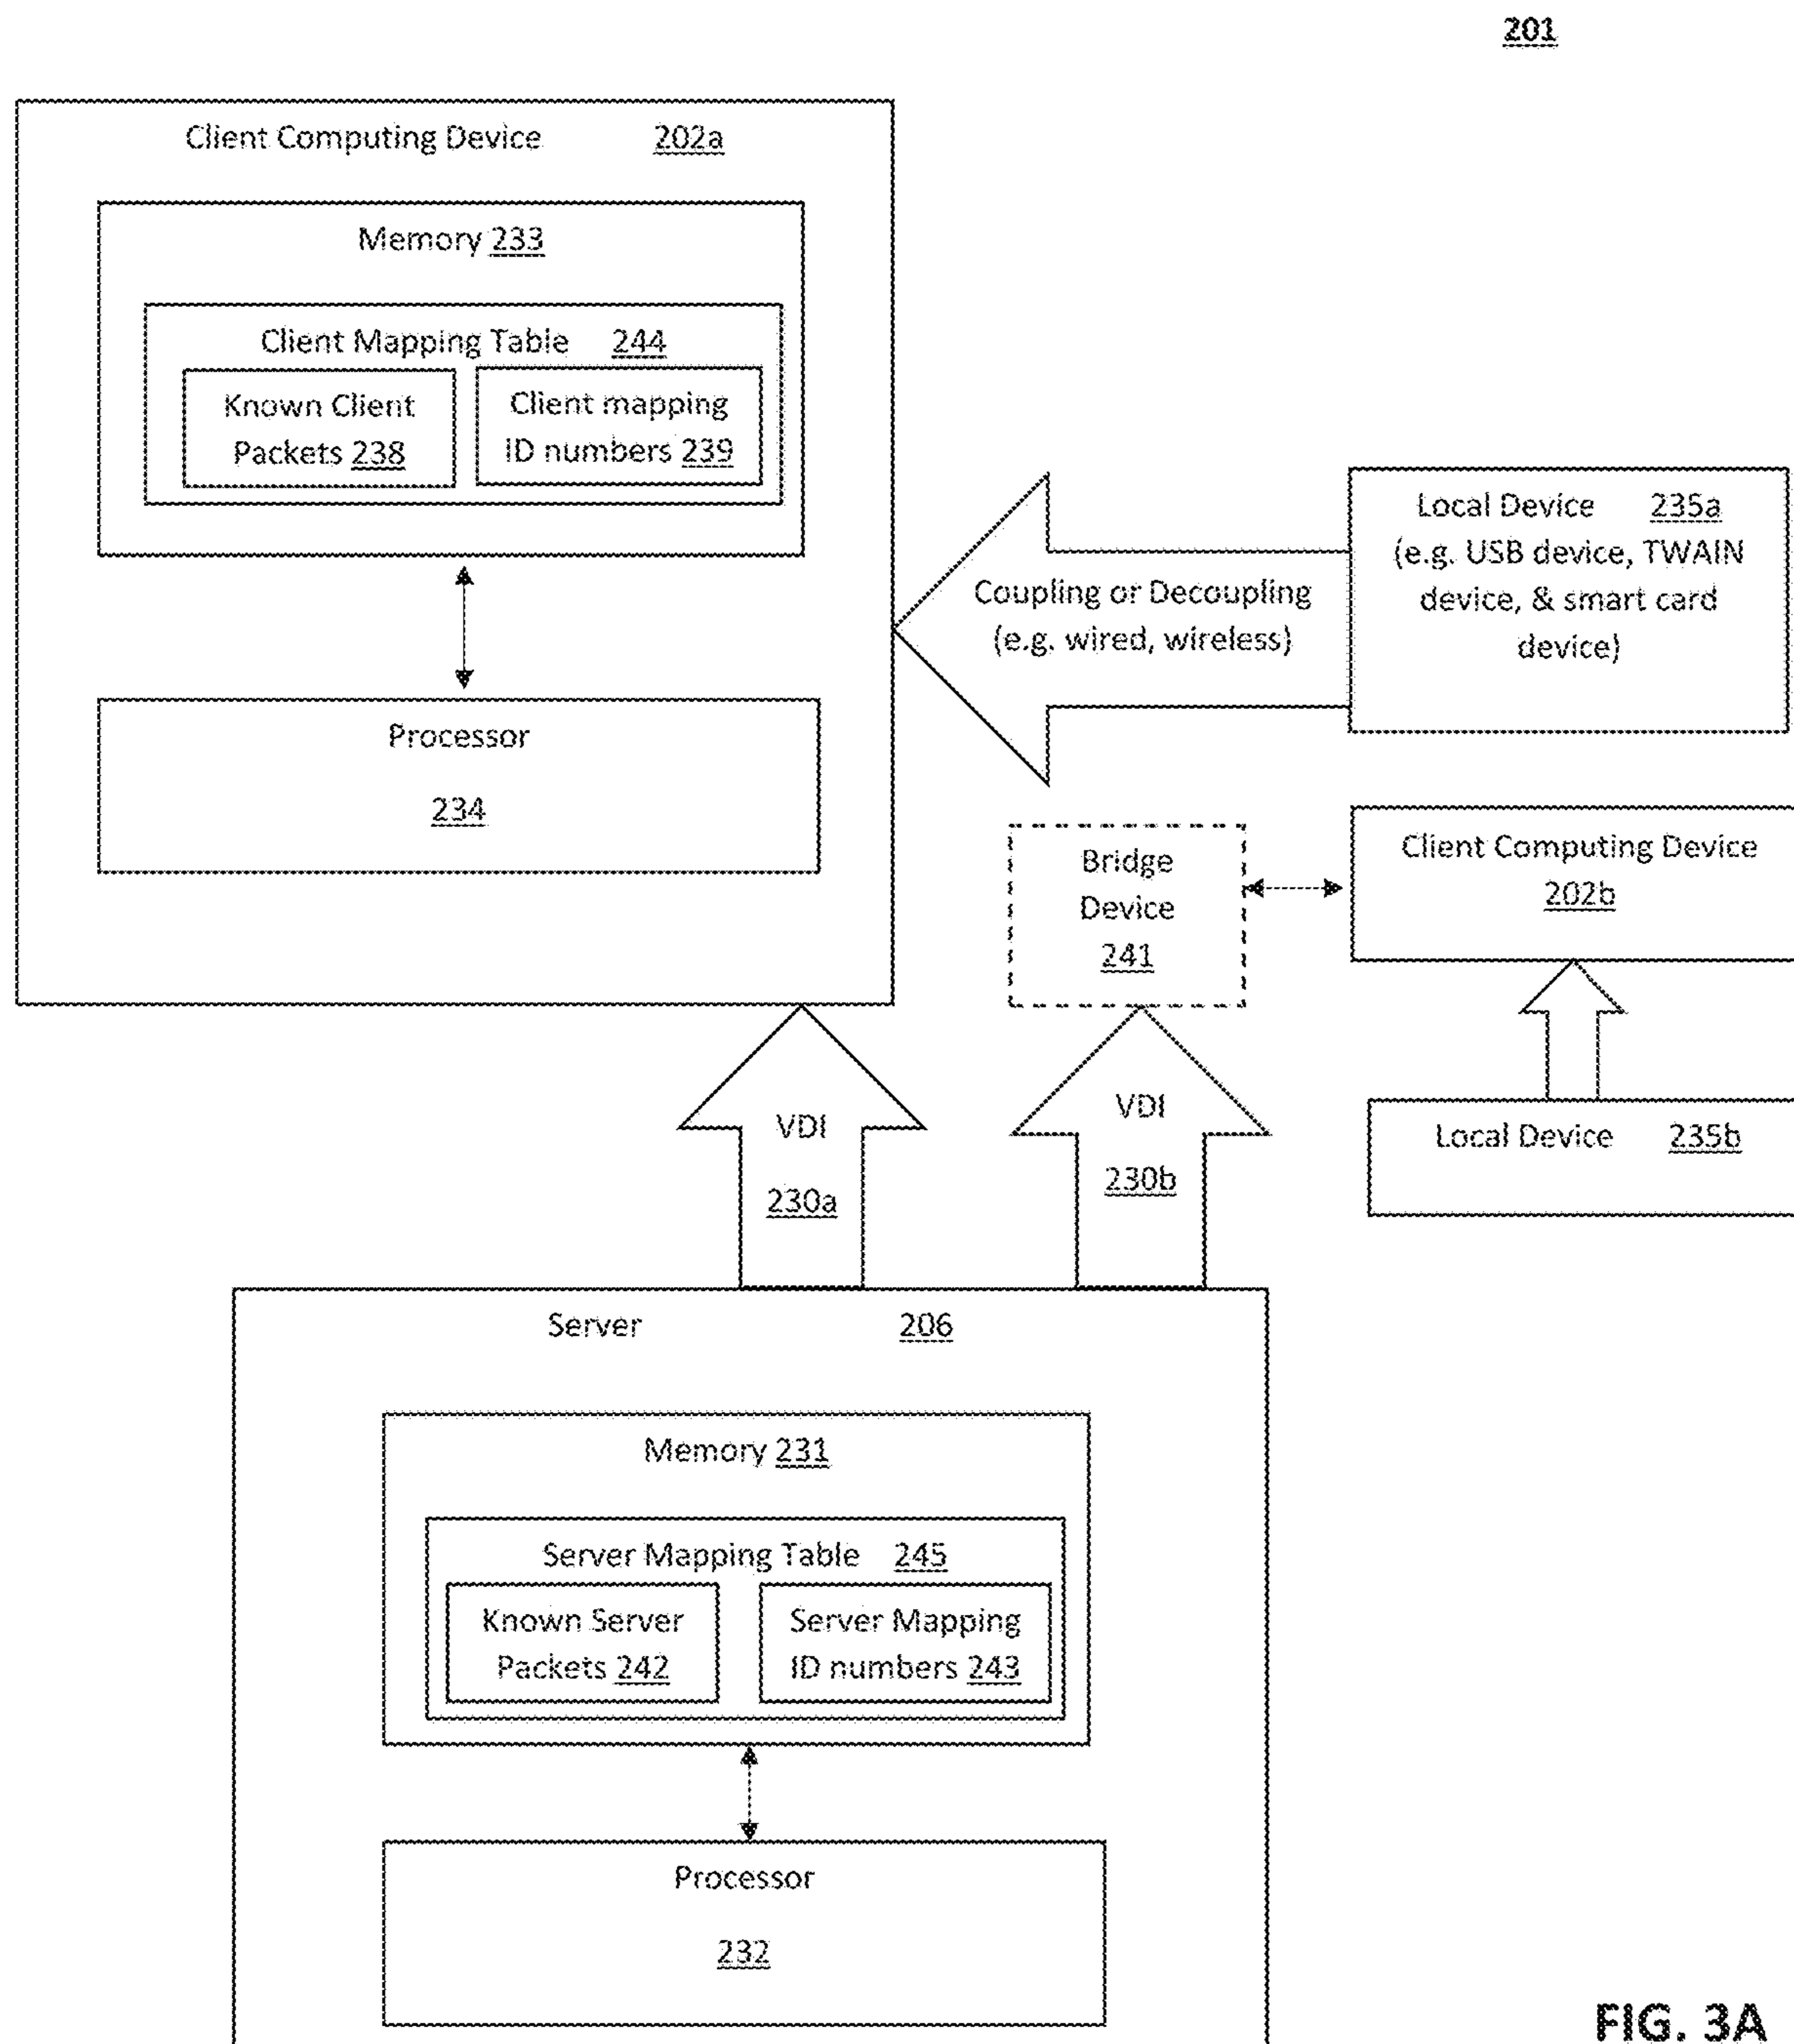 201
Client Computing Device 202a
Memory 233
Client Mapping Table 244
Known Client
Packets 238
Client mapping
ID numbers 239
Processor
234
Coupling or Decoupling
(e.g. wired, wireless)
Local Device 235a
(e.g. USB device, TWAIN
device, & smart card
device)
Bridge
Device
241
Client Computing Device
202b
Local Device 235b
VDI
230a
VDI
230b
Server 206
Memory 231
Server Mapping Table 245
Known Server
Packets 242
Server Mapping
ID numbers 243
Processor
232
FIG. 3A